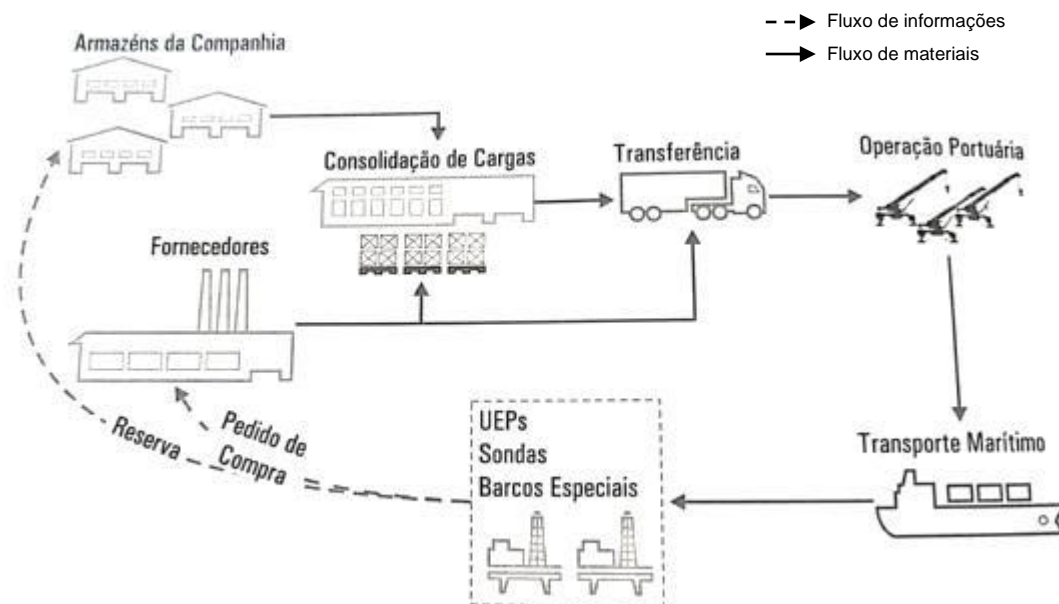 Fluxo de informações
Fluxo de materiais
Armazéns da Companhia
Consolidação de Cargas
Transferência
Operação Portuária
Fornecedores
Reserva
Pedido de
Compra
UEPs
Sondas
Barcos Especiais
Transporte Marítimo